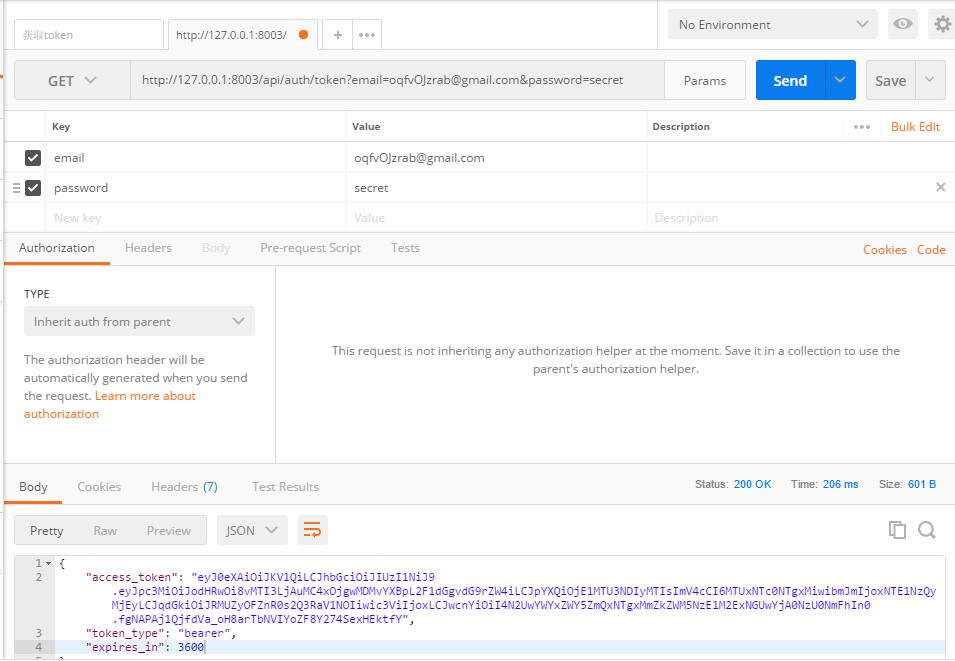 获取token
http://127.0.0.1:8003/
No Environment
GET
http://127.0.0.1:8003/api/auth/token?email=oqfvOJzrab@gmail.com&password=secret
Params
Send
Save
Key Value Description
Bulk Edit
email oqfvOJzrab@gmail.com
password secret
New key Value Description
Authorization Headers Body Pre-request Script Tests
Cookies Code
TYPE
Inherit auth from parent
The authorization header will be
automatically generated when you send
the request. Learn more about
authorization
This request is not inheriting any authorization helper at the moment. Save it in a collection to use the
parent's authorization helper.
Body Cookies Headers (7) Test Results
Status: 200 OK Time: 206 ms Size: 601 B
Pretty Raw Preview JSON
1 {
2 "access_token": "eyJ0eXAiOiJKV1QiLCJhbGciOiJIUzI1NiJ9
3 "token_type": "bearer",
4 "expires_in": 3600